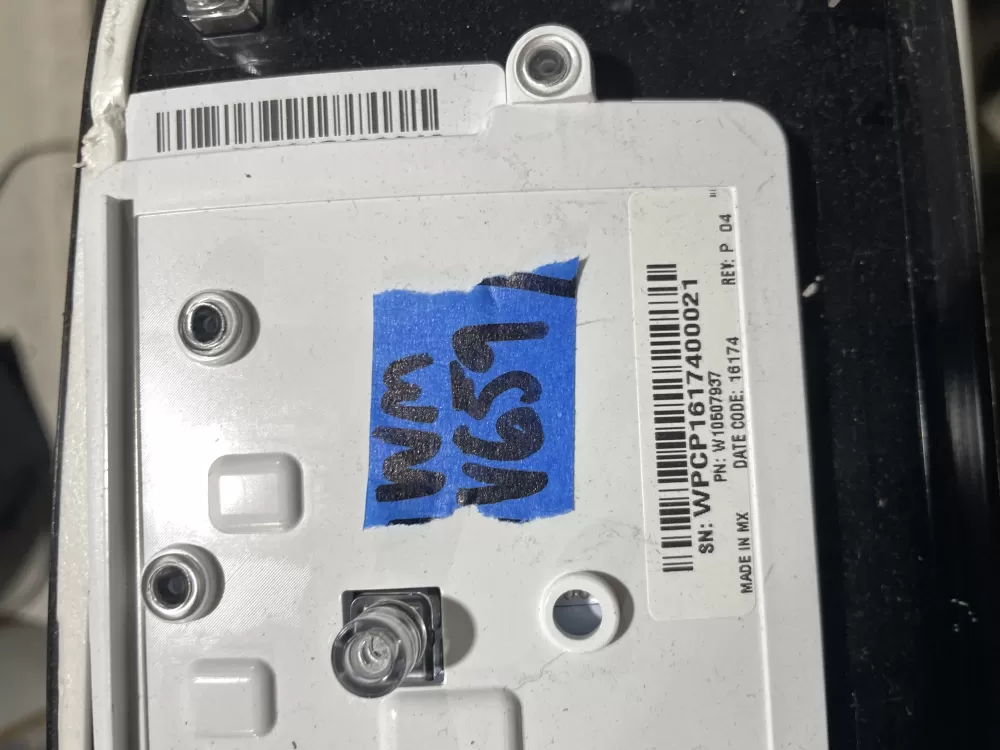 WM
V659
SN: WPCP1617400021
PN: W10507937
DATE CODE: 16174
MADE IN MX
REV: P 04